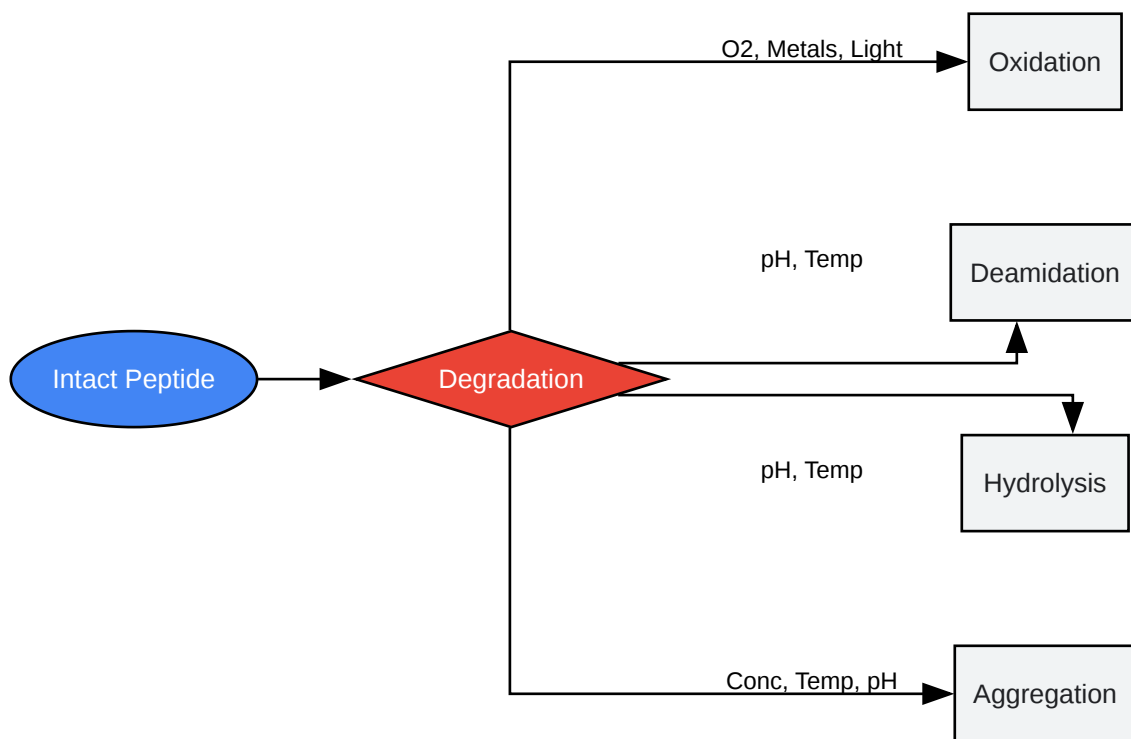 O2, Metals, Light
Oxidation
pH, Temp
Deamidation
Intact Peptide
Degradation
pH, Temp
Hydrolysis
Conc, Temp, pH
Aggregation